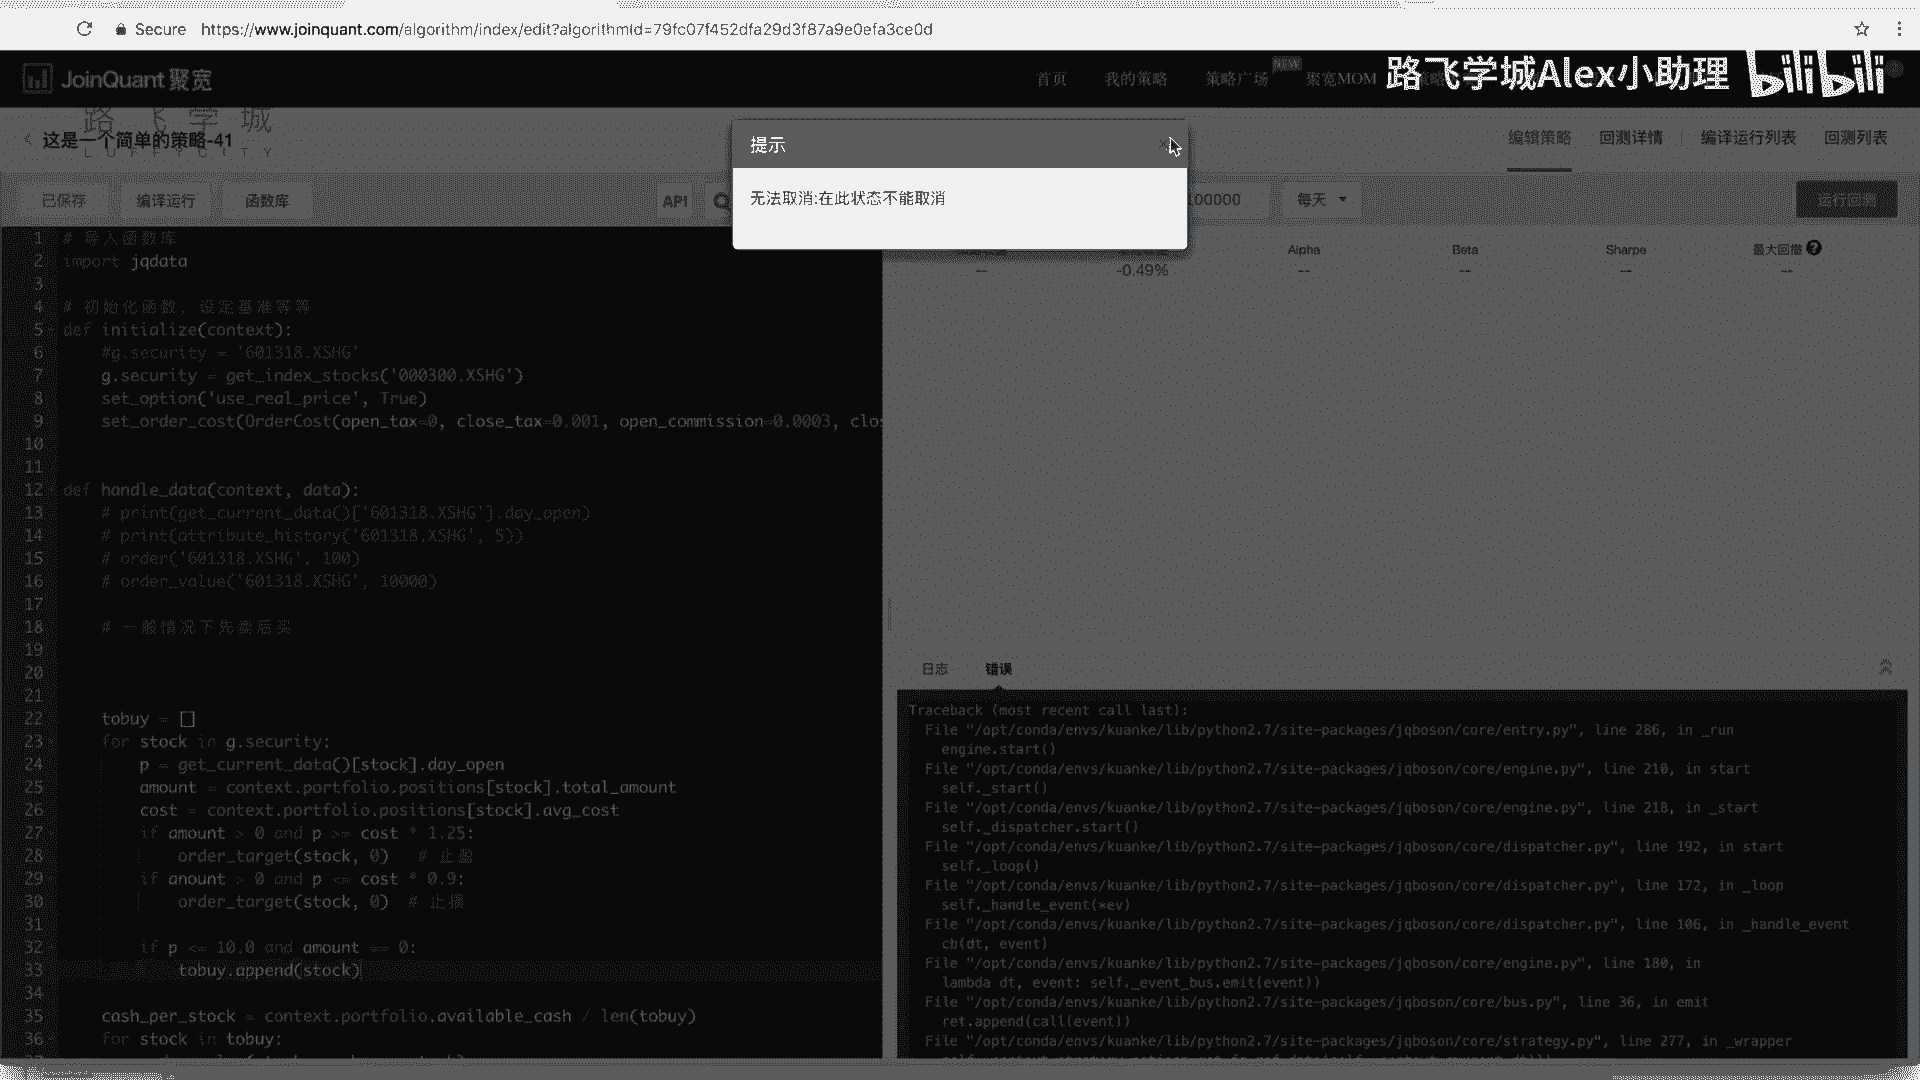 Secure https://www.joinquant.com/algorithm/index/edit?algorithmId=79fc07f452dfa29d3f87a9e0efa3ce0d
JoinQuant 聚宽
首页 我的策略 策略广场 NEW 聚宽MOM
路飞学城Alex小助理 bilibili
路飞学城
LUFFYCITY
这是一个简单的策略-41
编辑策略 回测详情 编译运行列表 回测列表
提示
无法取消:在此状态不能取消
已保存 编译运行 函数库 API 100000 每天 运行回测
Alpha Beta Sharpe 最大回撤
-- -0.49% -- -- -- --
1 # 导入函数库
2 import jqdata
3
4 # 初始化函数, 设定基准等等
5 def initialize(context):
6 #g.security = '601318.XSHG'
7 g.security = get_index_stocks('000300.XSHG')
8 set_option('use_real_price', True)
9 set_order_cost(OrderCost(open_tax=0, close_tax=0.001, open_commission=0.0003, clos
10
11
12 def handle_data(context, data):
13 # print(get_current_data()['601318.XSHG'].day_open)
14 # print(attribute_history('601318.XSHG', 5))
15 # order('601318.XSHG', 100)
16 # order_value('601318.XSHG', 10000)
17
18 # 一般情况下先卖后买
19
20
21
22 tobuy = []
23 for stock in g.security:
24 p = get_current_data()[stock].day_open
25 amount = context.portfolio.positions[stock].total_amount
26 cost = context.portfolio.positions[stock].avg_cost
27 if amount > 0 and p >= cost * 1.25:
28 order_target(stock, 0) # 止盈
29 if anount > 0 and p <= cost * 0.9:
30 order_target(stock, 0) # 止损
31
32 if p <= 10.0 and amount == 0:
33 tobuy.append(stock)
34
35 cash_per_stock = context.portfolio.available_cash / len(tobuy)
36 for stock in tobuy:
日志 错误
Traceback (most recent call last):
File "/opt/conda/envs/kuanke/lib/python2.7/site-packages/jqboson/core/entry.py", line 286, in _run
engine.start()
File "/opt/conda/envs/kuanke/lib/python2.7/site-packages/jqboson/core/engine.py", line 210, in start
self._start()
File "/opt/conda/envs/kuanke/lib/python2.7/site-packages/jqboson/core/engine.py", line 218, in _start
self._dispatcher.start()
File "/opt/conda/envs/kuanke/lib/python2.7/site-packages/jqboson/core/dispatcher.py", line 192, in start
self._loop()
File "/opt/conda/envs/kuanke/lib/python2.7/site-packages/jqboson/core/dispatcher.py", line 172, in _loop
self._handle_event(*ev)
File "/opt/conda/envs/kuanke/lib/python2.7/site-packages/jqboson/core/dispatcher.py", line 106, in _handle_event
cb(dt, event)
File "/opt/conda/envs/kuanke/lib/python2.7/site-packages/jqboson/core/engine.py", line 180, in
lambda dt, event: self._event_bus.emit(event))
File "/opt/conda/envs/kuanke/lib/python2.7/site-packages/jqboson/core/bus.py", line 36, in emit
ret.append(call(event))
File "/opt/conda/envs/kuanke/lib/python2.7/site-packages/jqboson/core/strategy.py", line 277, in _wrapper